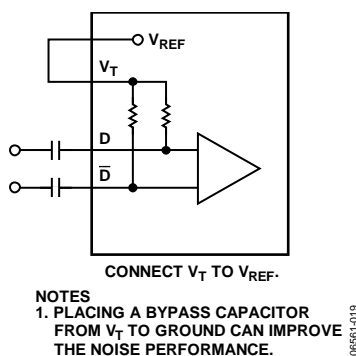 VREF
VT
D
D̅
CONNECT VT TO VREF.
NOTES
1. PLACING A BYPASS CAPACITOR
FROM VT TO GROUND CAN IMPROVE
THE NOISE PERFORMANCE.
06561-019